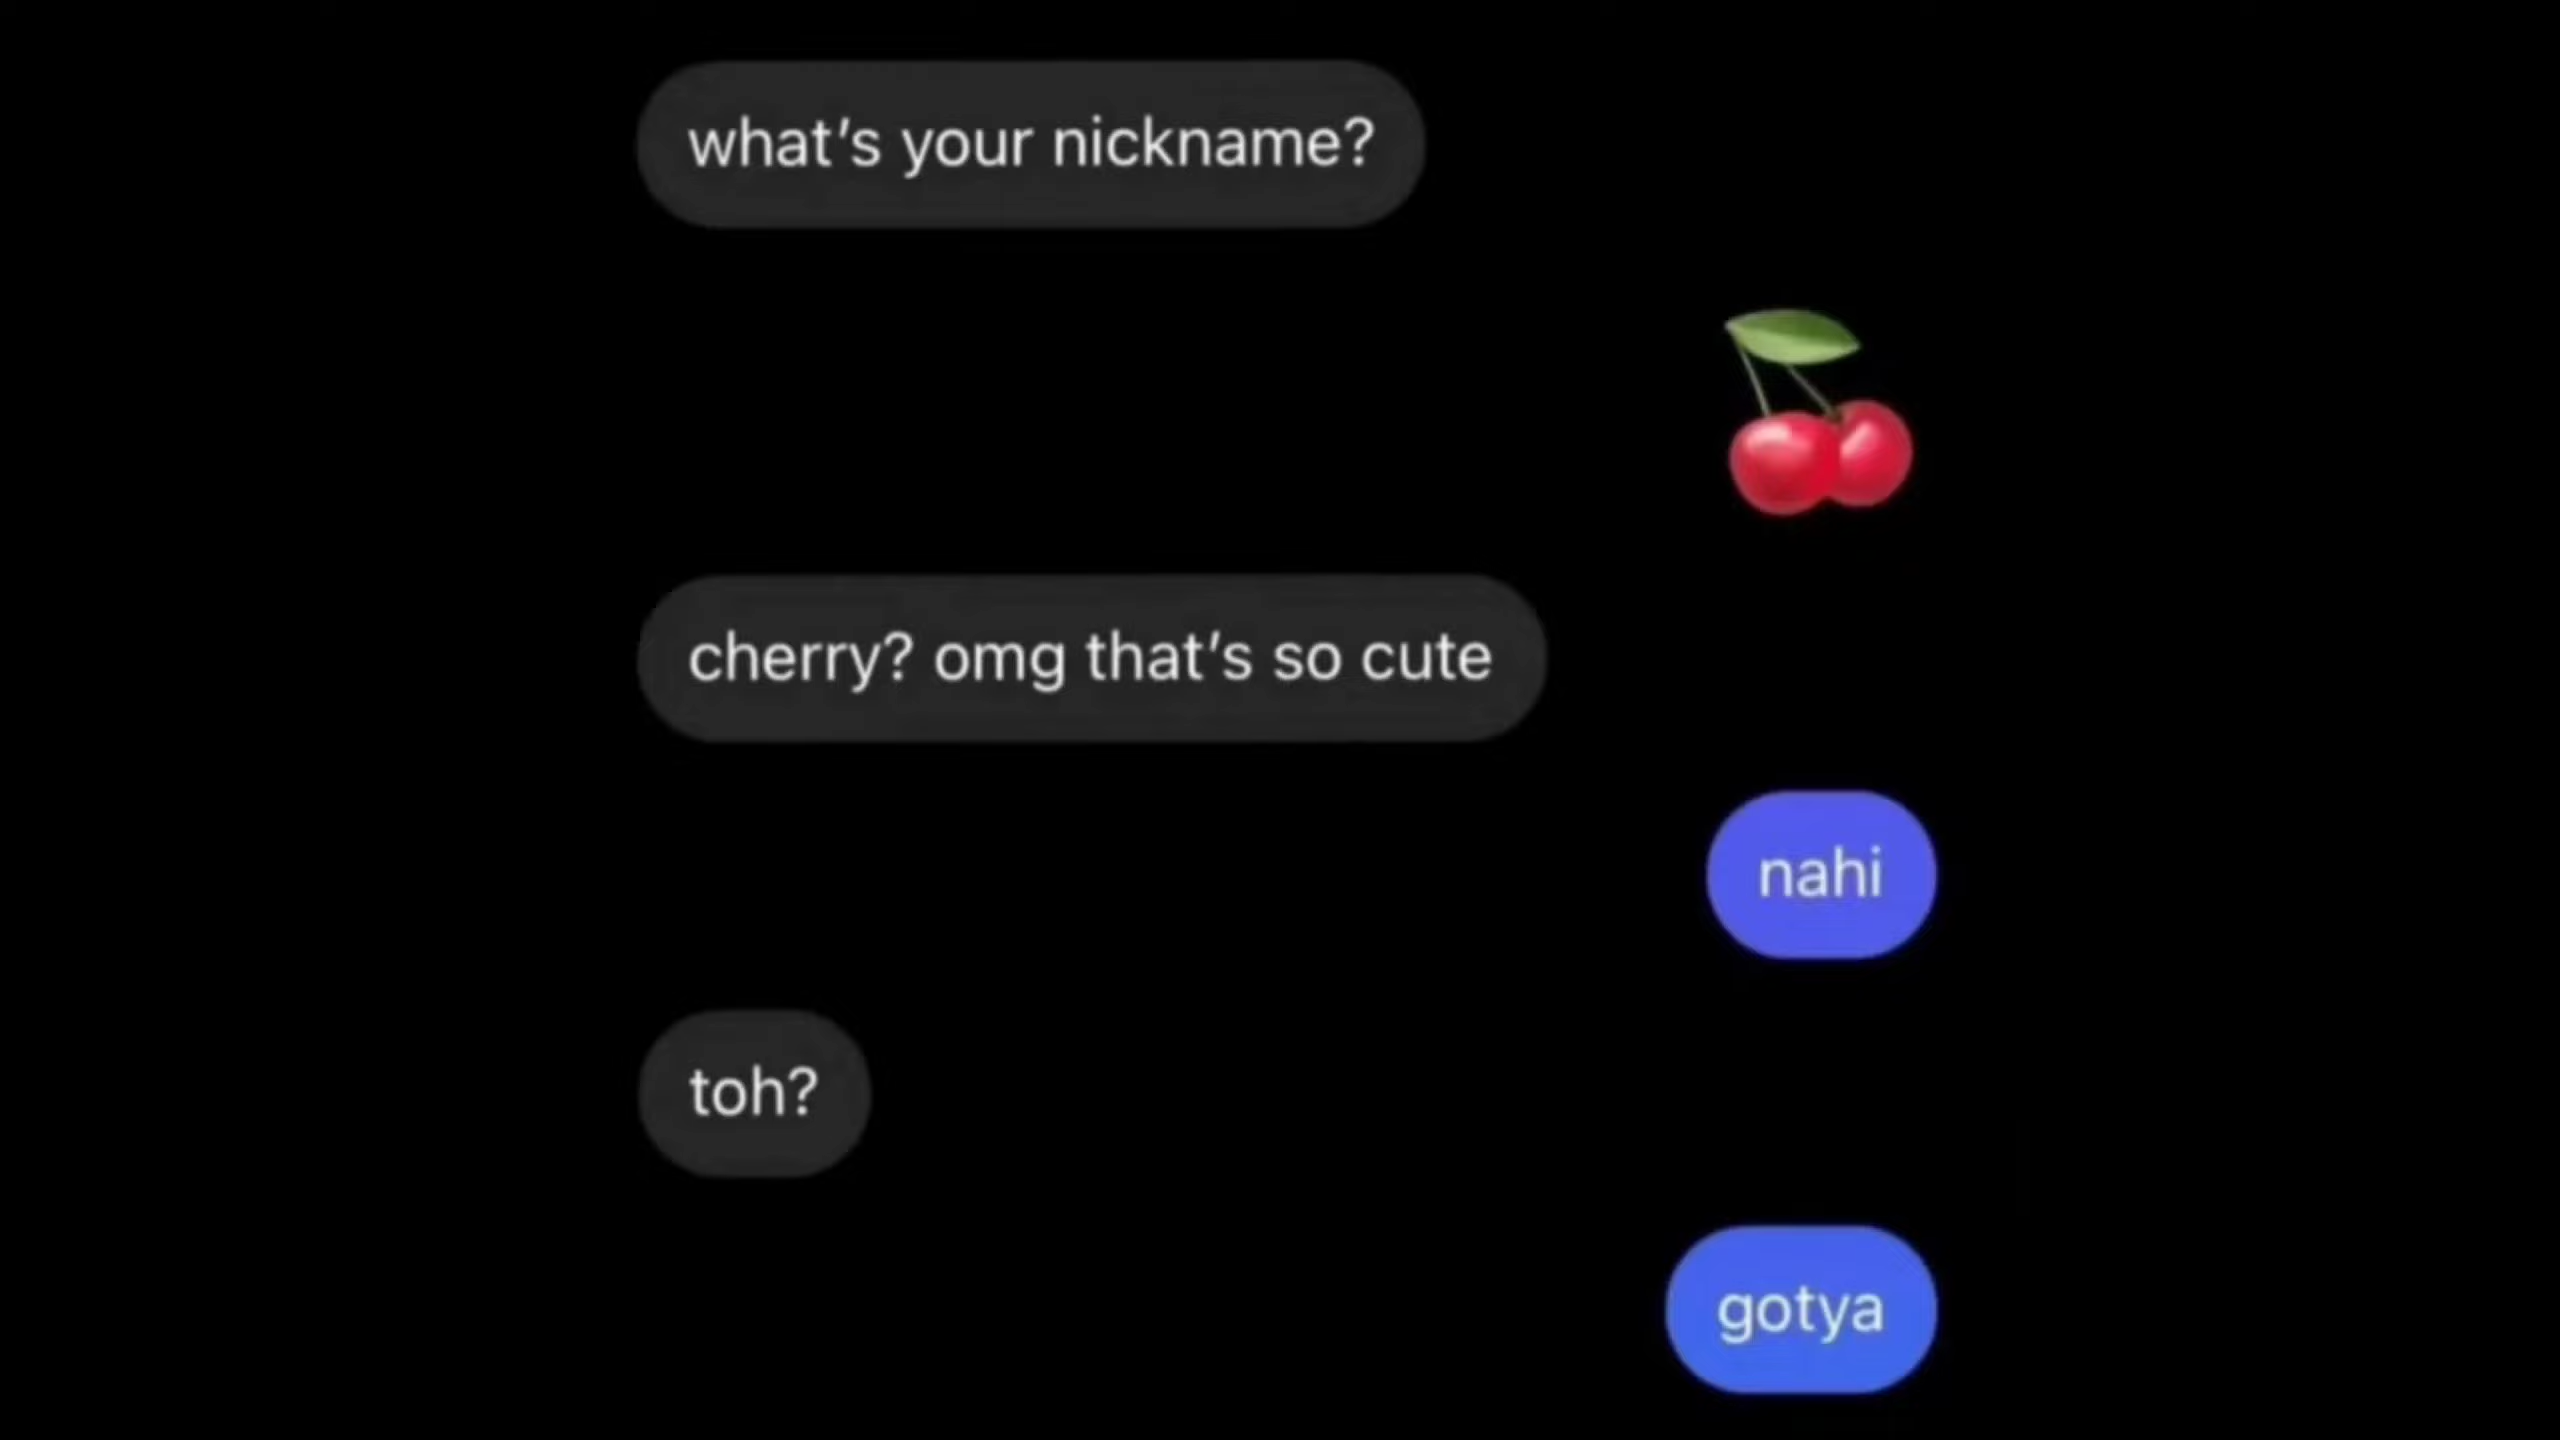 what's your nickname?
🍒
cherry? omg that's so cute
nahi
toh?
gotya